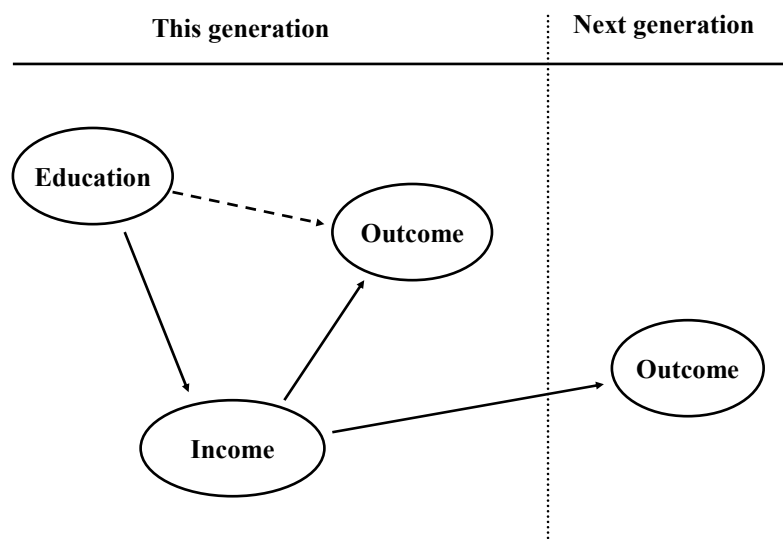 This generation
Next generation
Education
Outcome
Outcome
Income